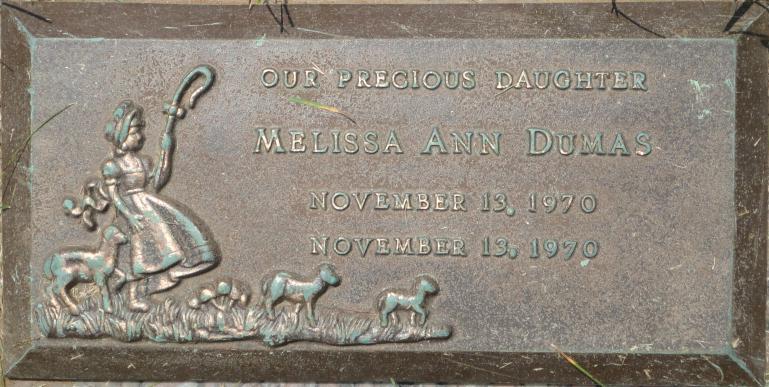 OUR PRECIOUS DAUGHTER
MELISSA ANN DUMAS
NOVEMBER 13, 1970
NOVEMBER 13, 1970